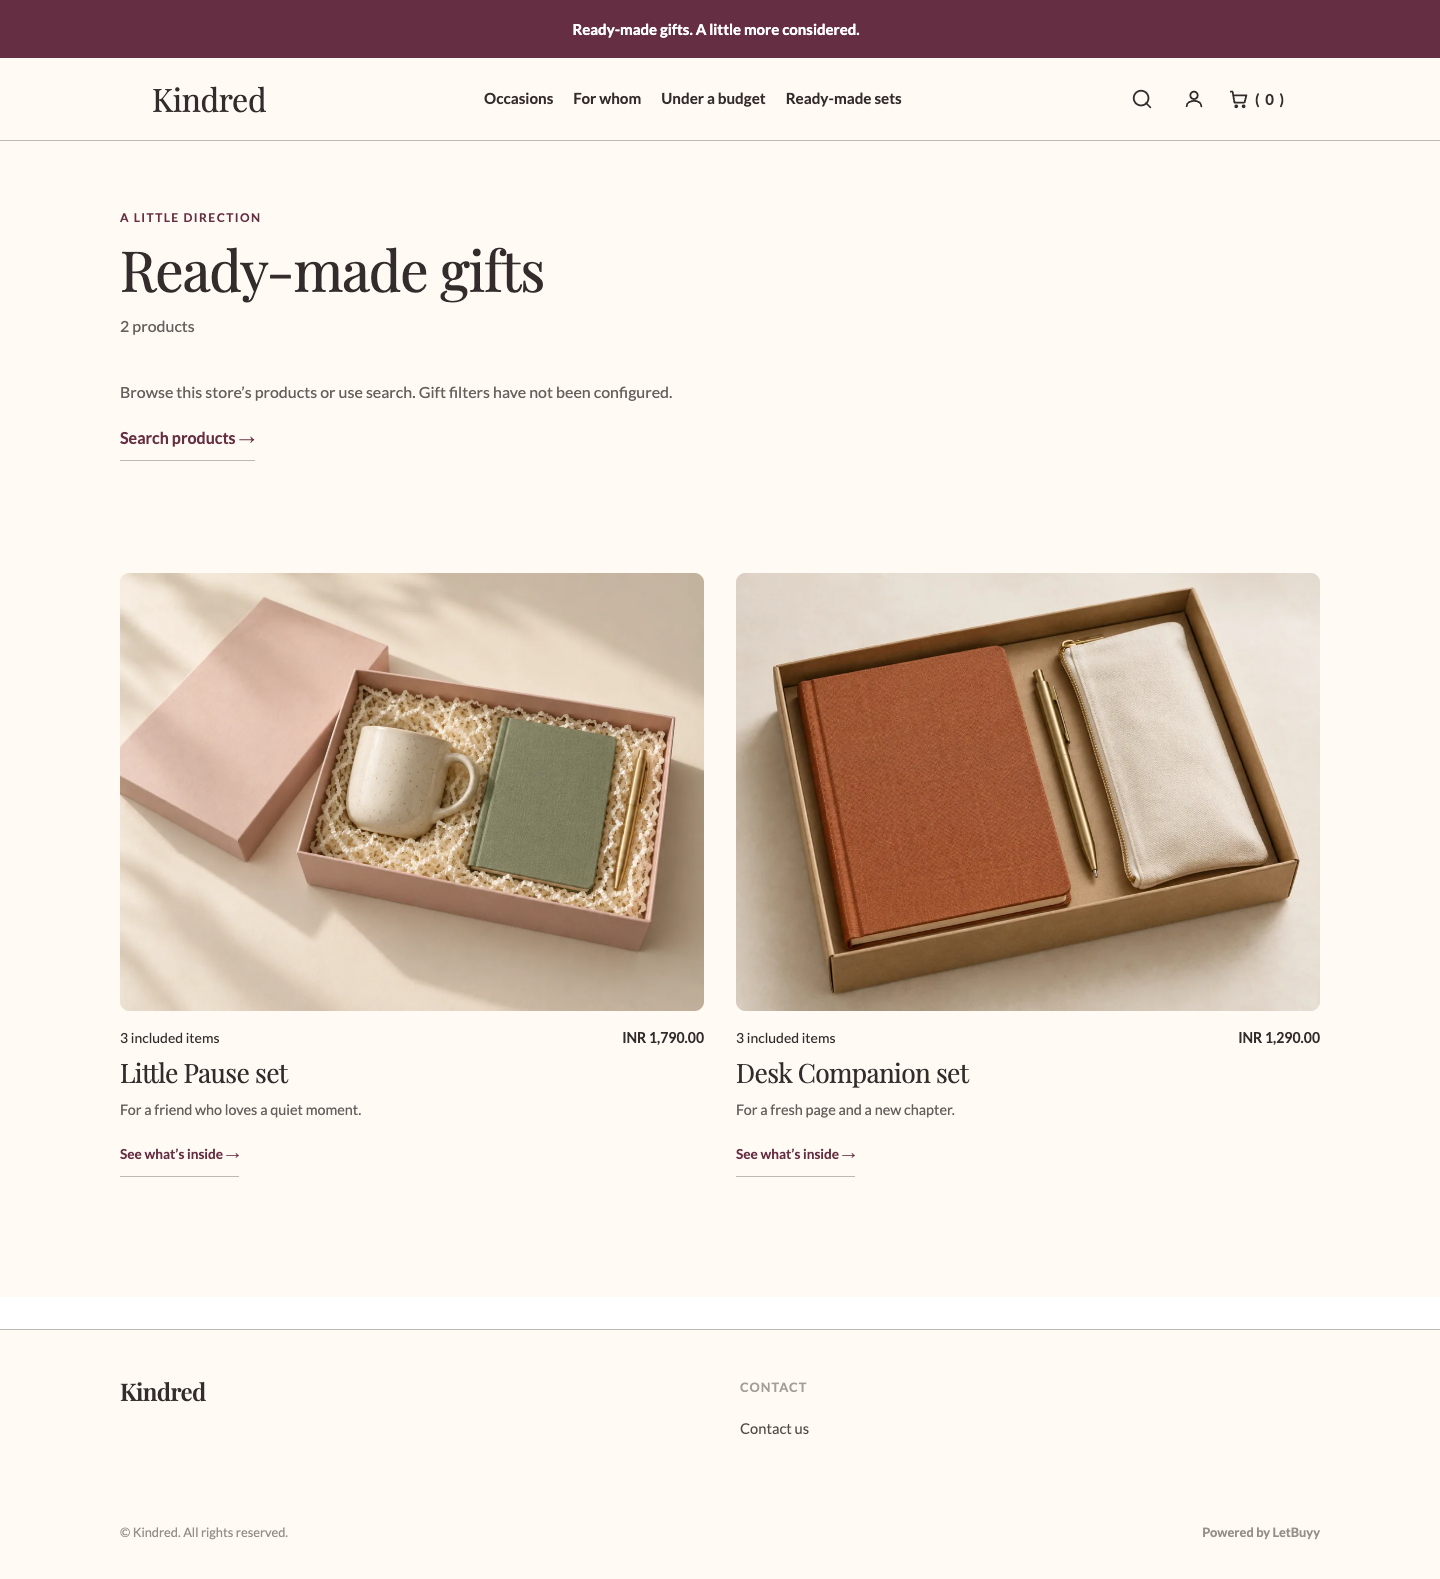 Ready-made gifts. A little more considered.
Kindred
Occasions For whom Under a budget Ready-made sets
( 0 )
A LITTLE DIRECTION
Ready-made gifts
2 products
Browse this store’s products or use search. Gift filters have not been configured.
Search products →
3 included items INR 1,790.00
Little Pause set
For a friend who loves a quiet moment.
See what’s inside →
3 included items INR 1,290.00
Desk Companion set
For a fresh page and a new chapter.
See what’s inside →
Kindred
CONTACT
Contact us
© Kindred. All rights reserved.
Powered by LetBuyy